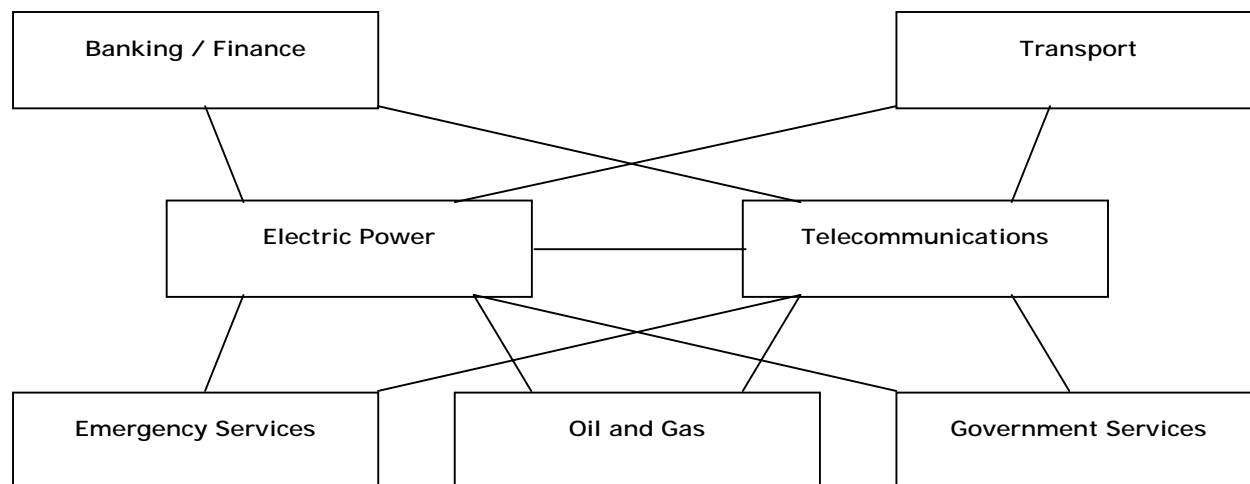 Banking / Finance
Transport
Electric Power
Telecommunications
Emergency Services
Oil and Gas
Government Services